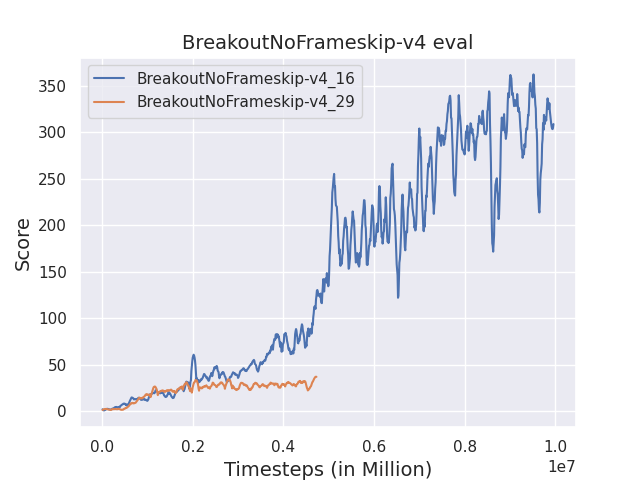 BreakoutNoFrameskip-v4 eval
BreakoutNoFrameskip-v4_16
BreakoutNoFrameskip-v4_29
350
300
250
200
150
100
50
0
Score
0.0 0.2 0.4 0.6 0.8 1.0
1e7
Timesteps (in Million)